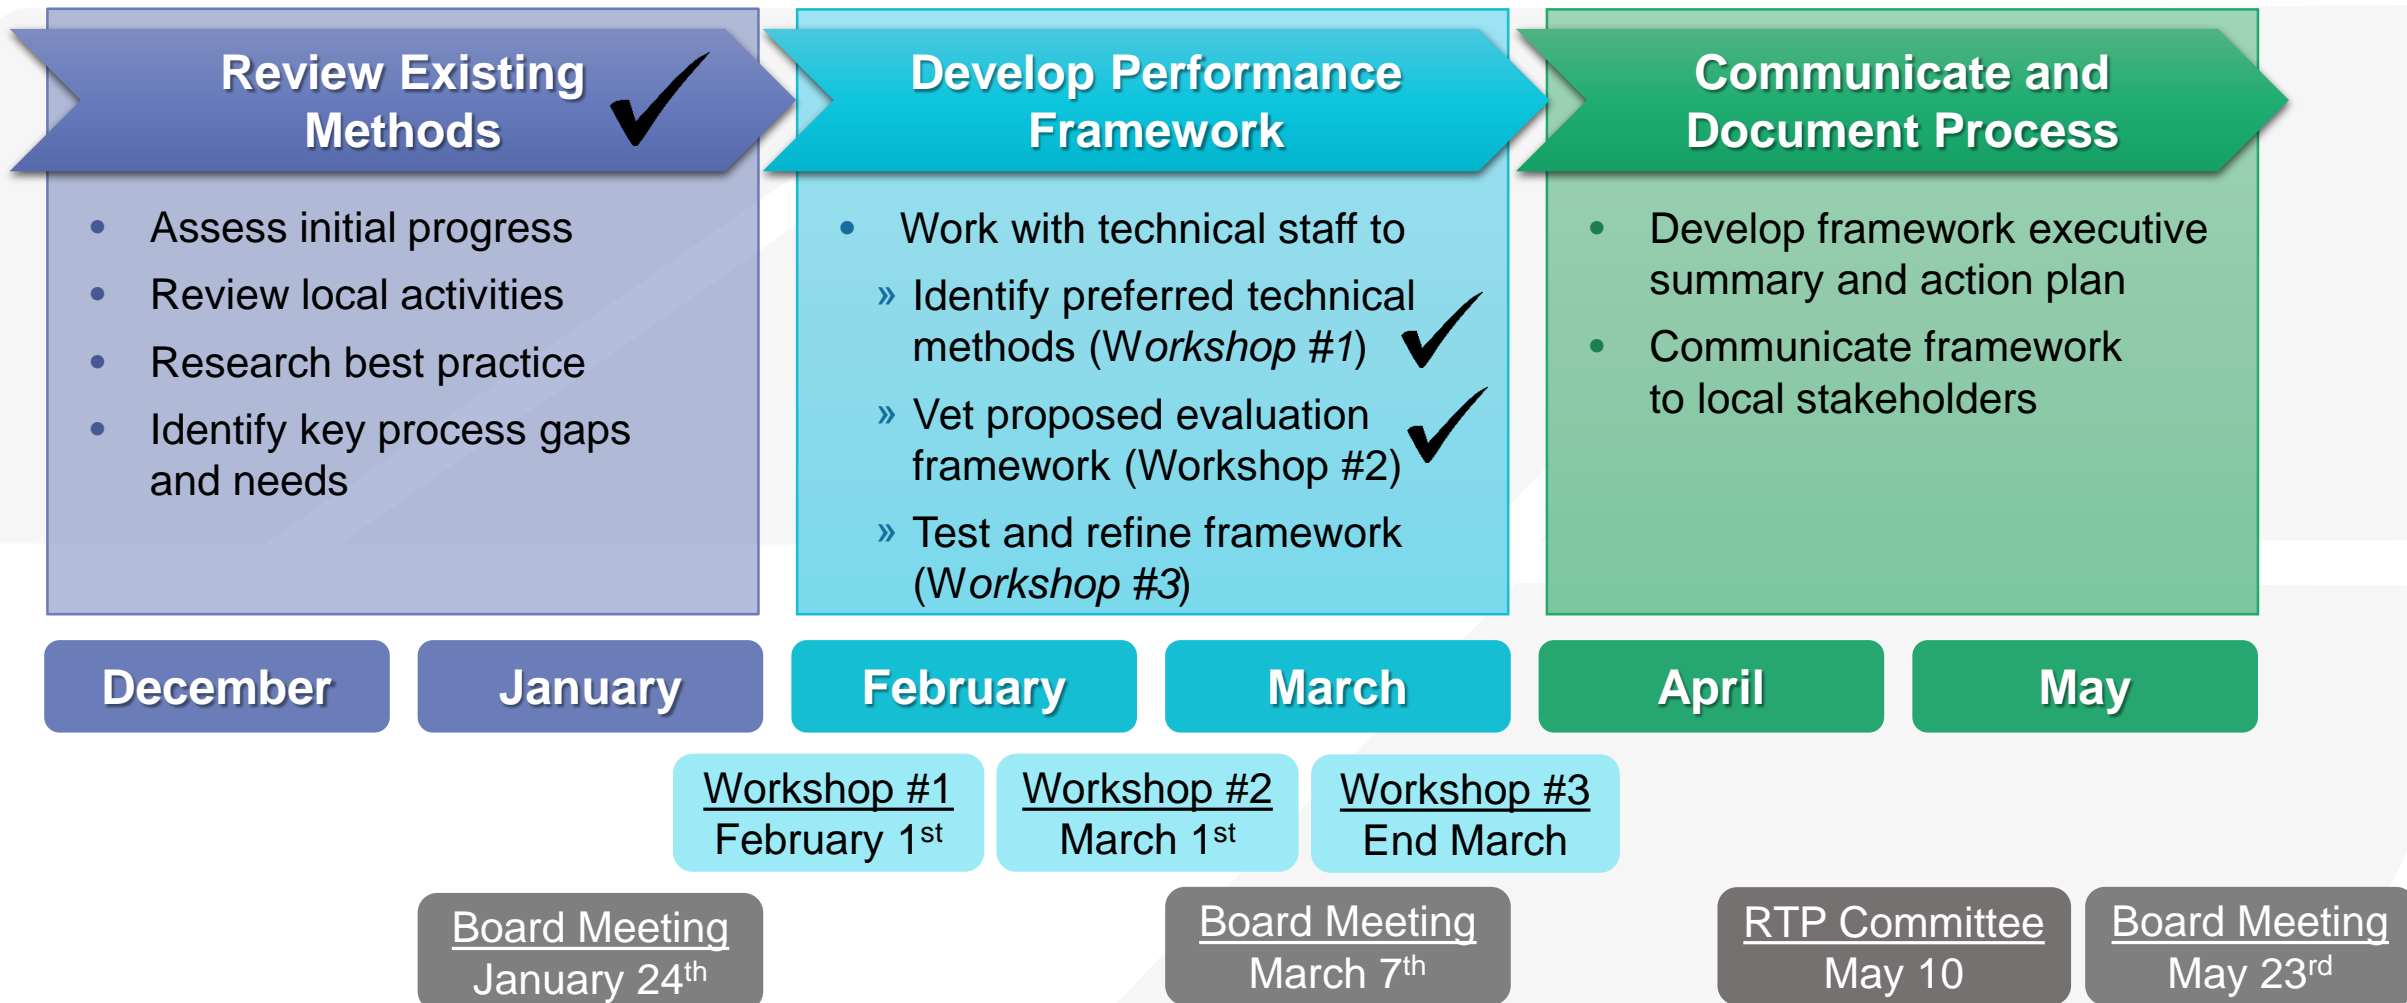 Review Existing
Methods
• Assess initial progress
• Review local activities
• Research best practice
• Identify key process gaps
and needs
Develop Performance
Framework
• Work with technical staff to
» Identify preferred technical
methods (Workshop #1)
» Vet proposed evaluation
framework (Workshop #2)
» Test and refine framework
(Workshop #3)
Communicate and
Document Process
• Develop framework executive
summary and action plan
• Communicate framework
to local stakeholders
December
January
February
March
April
May
Workshop #1
February 1st
Workshop #2
March 1st
Workshop #3
End March
Board Meeting
January 24th
Board Meeting
March 7th
RTP Committee
May 10
Board Meeting
May 23rd